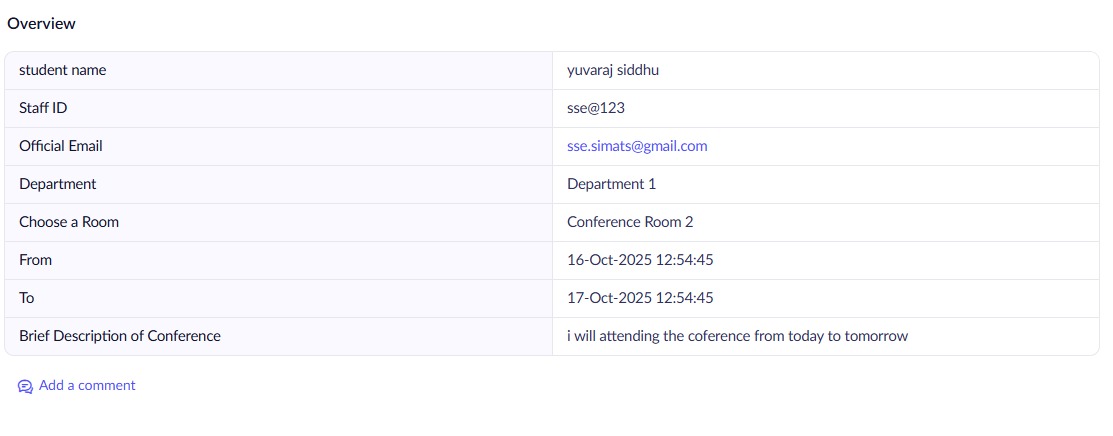 Overview
student name yuvaraj siddhu
Staff ID sse@123
Official Email sse.simats@gmail.com
Department Department 1
Choose a Room Conference Room 2
From 16-Oct-2025 12:54:45
To 17-Oct-2025 12:54:45
Brief Description of Conference i will attending the coference from today to tomorrow
Add a comment